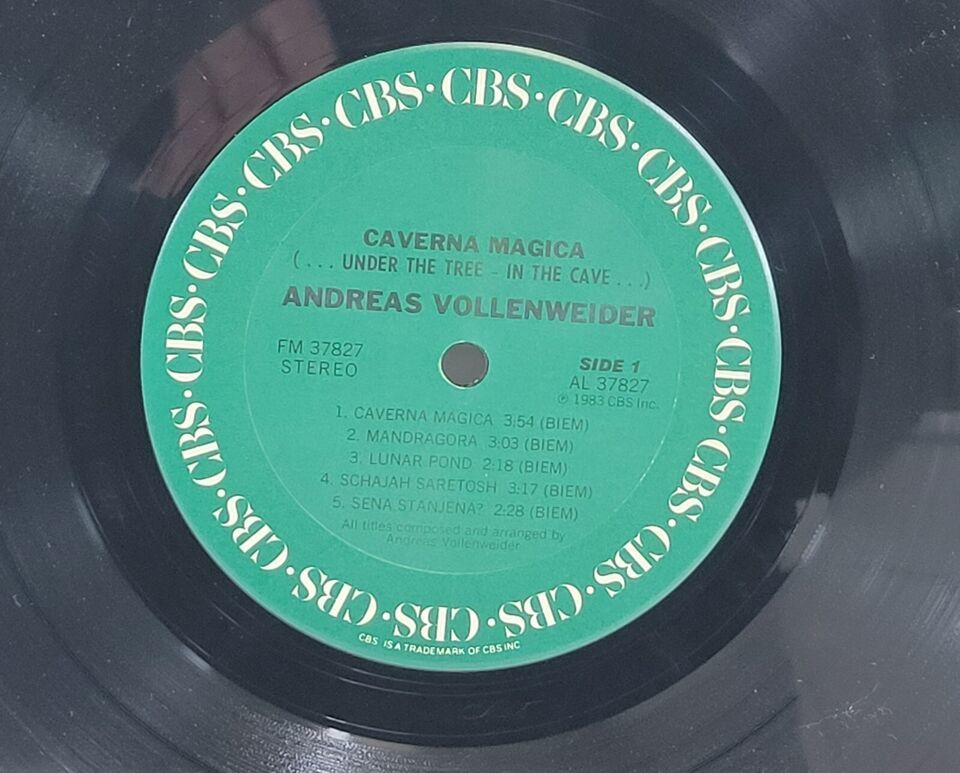 CBS · CBS · CBS · CBS · CBS · CBS · CBS · CBS · CBS · CBS · CBS · CBS · CBS · CBS · CBS · CBS · CBS ·
CAVERNA MAGICA
(... UNDER THE TREE - IN THE CAVE ...)
ANDREAS VOLLENWEIDER
FM 37827
STEREO
SIDE 1
AL 37827
℗ 1983 CBS Inc.
1. CAVERNA MAGICA 3:54 (BIEM)
2. MANDRAGORA 3:03 (BIEM)
3. LUNAR POND 2:18 (BIEM)
4. SCHAJAH SARETOSH 3:17 (BIEM)
5. SENA STANJENA? 2:28 (BIEM)
All titles composed and arranged by
Andreas Vollenweider
CBS IS A TRADEMARK OF CBS INC